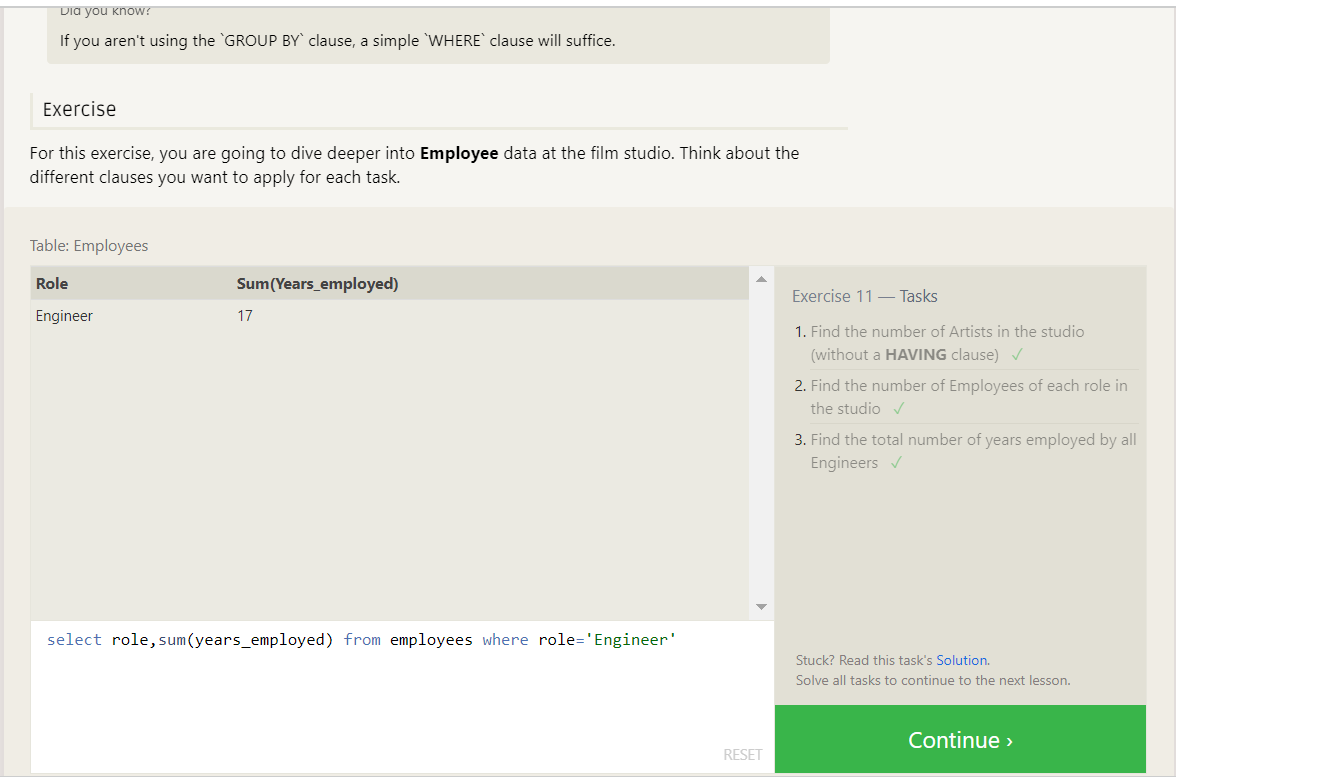 Did you know?
If you aren't using the `GROUP BY` clause, a simple `WHERE` clause will suffice.
Exercise
For this exercise, you are going to dive deeper into Employee data at the film studio. Think about the
different clauses you want to apply for each task.
Table: Employees
Role Sum(Years_employed)
Engineer 17
Exercise 11 — Tasks
1. Find the number of Artists in the studio
(without a HAVING clause) ✓
2. Find the number of Employees of each role in
the studio ✓
3. Find the total number of years employed by all
Engineers ✓
select role,sum(years_employed) from employees where role='Engineer'
RESET
Stuck? Read this task's Solution.
Solve all tasks to continue to the next lesson.
Continue ›